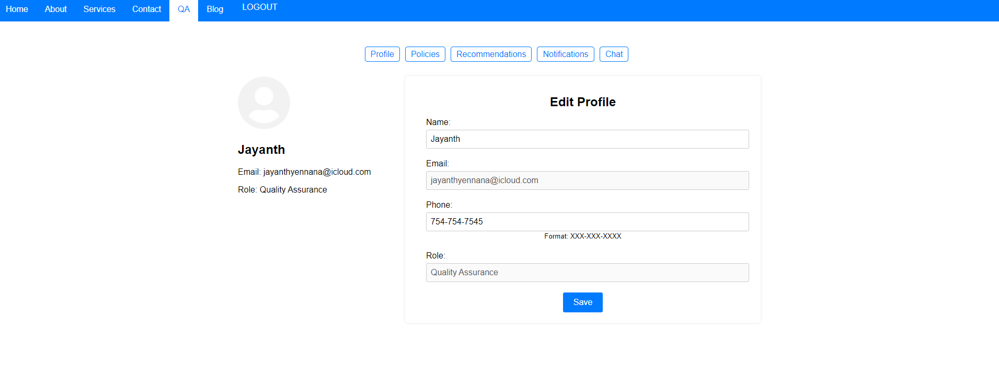 Home About Services Contact QA Blog LOGOUT
Profile Policies Recommendations Notifications Chat
Jayanth
Email: jayanthyennana@icloud.com
Role: Quality Assurance
Edit Profile
Name:
Jayanth
Email:
jayanthyennana@icloud.com
Phone:
754-754-7545
Format: XXX-XXX-XXXX
Role:
Quality Assurance
Save